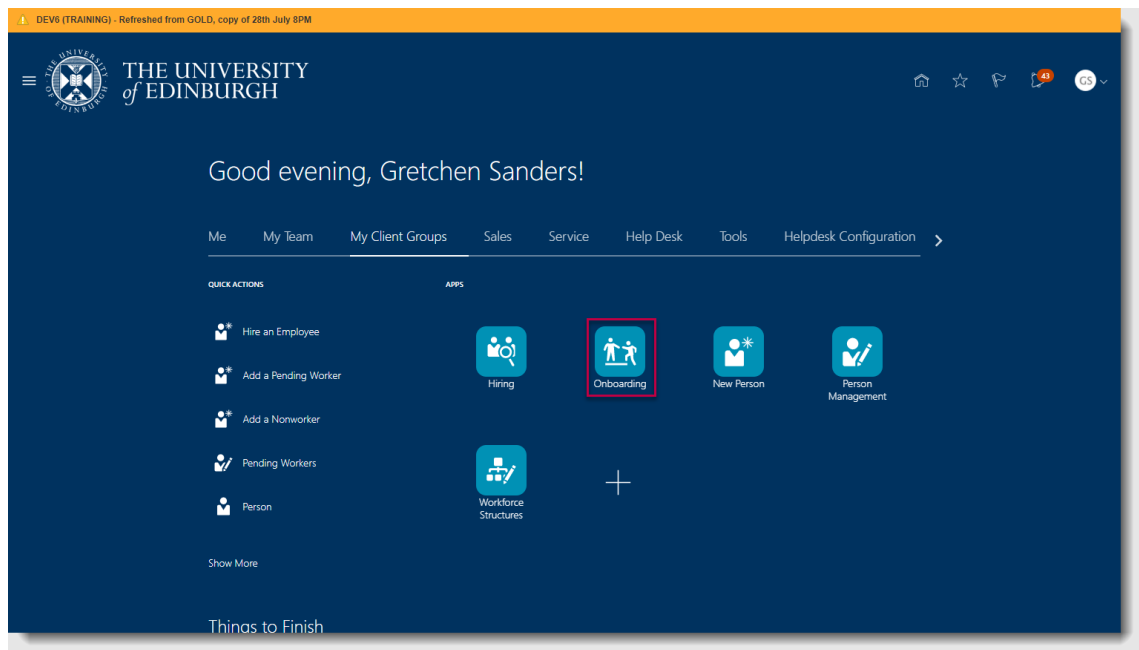 DEV6 (TRAINING) - Refreshed from GOLD, copy of 28th July 8PM
THE UNIVERSITY
of EDINBURGH
43
GS
Good evening, Gretchen Sanders!
Me My Team My Client Groups Sales Service Help Desk Tools Helpdesk Configuration
QUICK ACTIONS APPS
Hire an Employee
Add a Pending Worker
Add a Nonworker
Pending Workers
Person
Show More
Hiring Onboarding New Person Person
Management
Workforce
Structures
Things to Finish